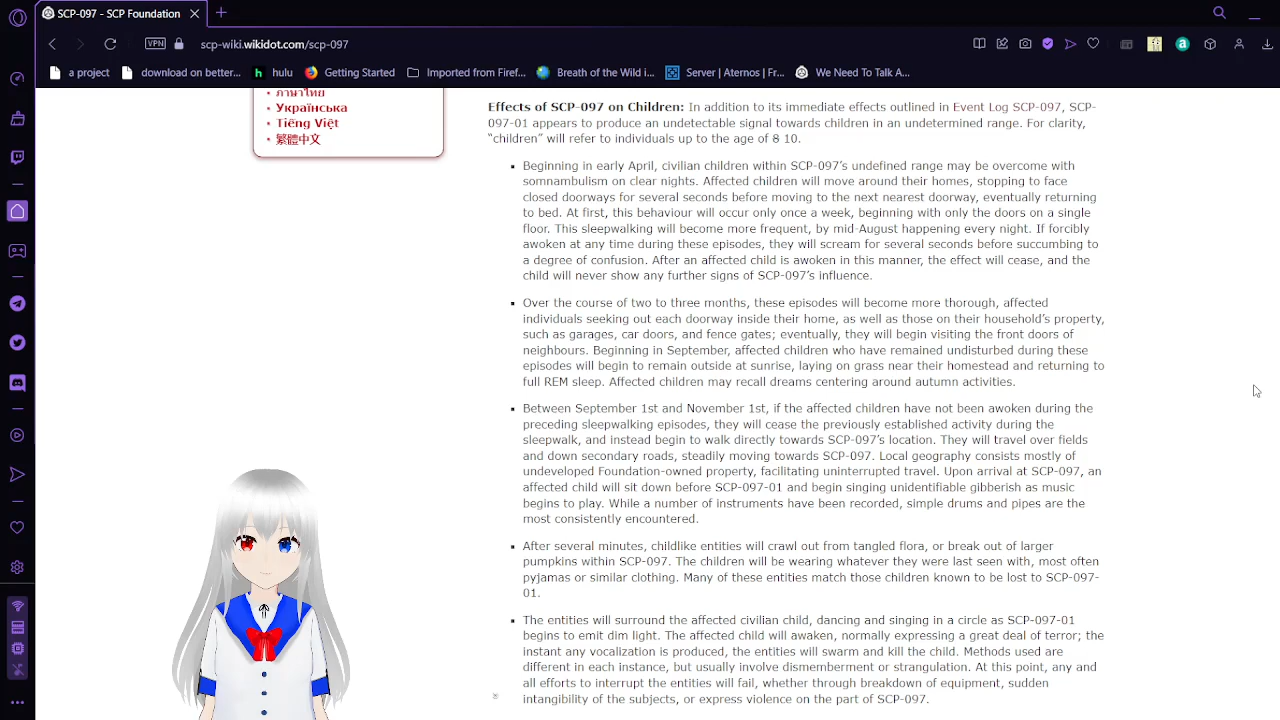 SCP-097 - SCP Foundation
VPN
scp-wiki.wikidot.com/scp-097
a project
download on better...
h hulu
Getting Started
Imported from Firef...
Breath of the Wild i...
Server | Aternos | Fr...
We Need To Talk A...
ภาษาไทย
Українська
Tiếng Việt
繁體中文
Effects of SCP-097 on Children: In addition to its immediate effects outlined in Event Log SCP-097, SCP-
097-01 appears to produce an undetectable signal towards children in an undetermined range. For clarity,
“children” will refer to individuals up to the age of 8 10.
Beginning in early April, civilian children within SCP-097’s undefined range may be overcome with
somnambulism on clear nights. Affected children will move around their homes, stopping to face
closed doorways for several seconds before moving to the next nearest doorway, eventually returning
to bed. At first, this behaviour will occur only once a week, beginning with only the doors on a single
floor. This sleepwalking will become more frequent, by mid-August happening every night. If forcibly
awoken at any time during these episodes, they will scream for several seconds before succumbing to
a degree of confusion. After an affected child is awoken in this manner, the effect will cease, and the
child will never show any further signs of SCP-097’s influence.
Over the course of two to three months, these episodes will become more thorough, affected
individuals seeking out each doorway inside their home, as well as those on their household’s property,
such as garages, car doors, and fence gates; eventually, they will begin visiting the front doors of
neighbours. Beginning in September, affected children who have remained undisturbed during these
episodes will begin to remain outside at sunrise, laying on grass near their homestead and returning to
full REM sleep. Affected children may recall dreams centering around autumn activities.
Between September 1st and November 1st, if the affected children have not been awoken during the
preceding sleepwalking episodes, they will cease the previously established activity during the
sleepwalk, and instead begin to walk directly towards SCP-097’s location. They will travel over fields
and down secondary roads, steadily moving towards SCP-097. Local geography consists mostly of
undeveloped Foundation-owned property, facilitating uninterrupted travel. Upon arrival at SCP-097, an
affected child will sit down before SCP-097-01 and begin singing unidentifiable gibberish as music
begins to play. While a number of instruments have been recorded, simple drums and pipes are the
most consistently encountered.
After several minutes, childlike entities will crawl out from tangled flora, or break out of larger
pumpkins within SCP-097. The children will be wearing whatever they were last seen with, most often
pyjamas or similar clothing. Many of these entities match those children known to be lost to SCP-097-
01.
The entities will surround the affected civilian child, dancing and singing in a circle as SCP-097-01
begins to emit dim light. The affected child will awaken, normally expressing a great deal of terror; the
instant any vocalization is produced, the entities will swarm and kill the child. Methods used are
different in each instance, but usually involve dismemberment or strangulation. At this point, any and
all efforts to interrupt the entities will fail, whether through breakdown of equipment, sudden
intangibility of the subjects, or express violence on the part of SCP-097.